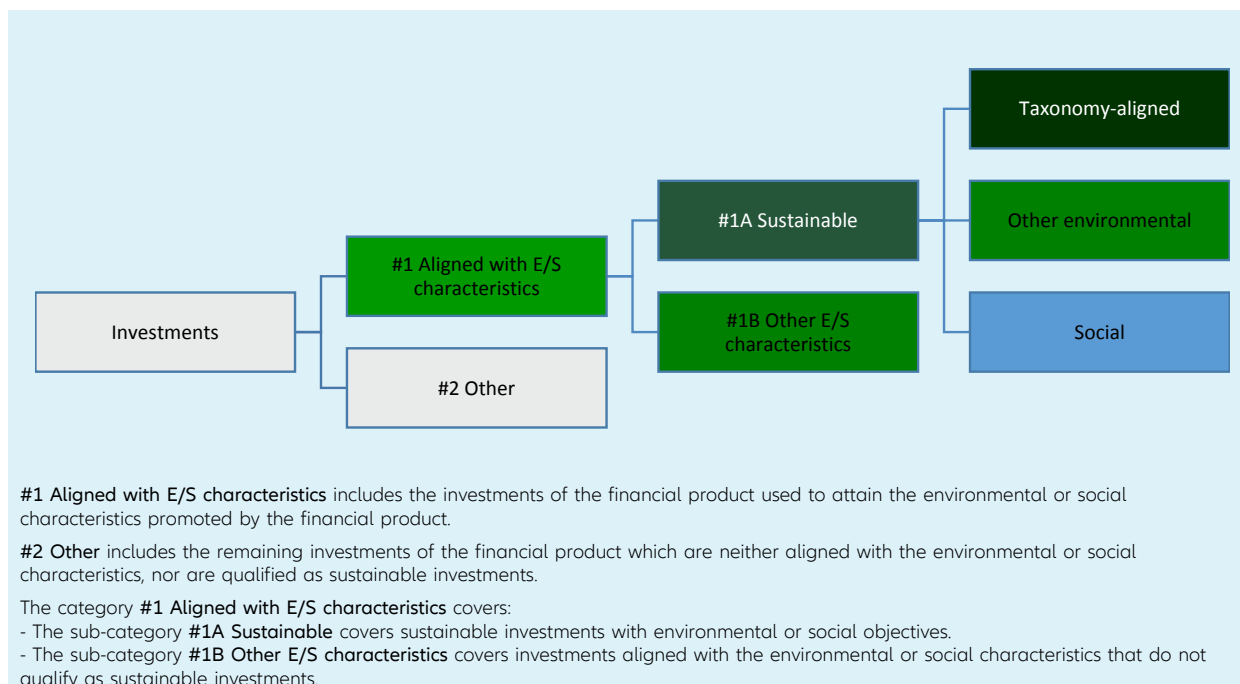 Taxonomy-aligned
#1A Sustainable
Other environmental
#1 Aligned with E/S
characteristics
Investments
#1B Other E/S
characteristics
Social
#2 Other
#1 Aligned with E/S characteristics includes the investments of the financial product used to attain the environmental or social
characteristics promoted by the financial product.
#2 Other includes the remaining investments of the financial product which are neither aligned with the environmental or social
characteristics, nor are qualified as sustainable investments.
The category #1 Aligned with E/S characteristics covers:
- The sub-category #1A Sustainable covers sustainable investments with environmental or social objectives.
- The sub-category #1B Other E/S characteristics covers investments aligned with the environmental or social characteristics that do not
qualify as sustainable investments.